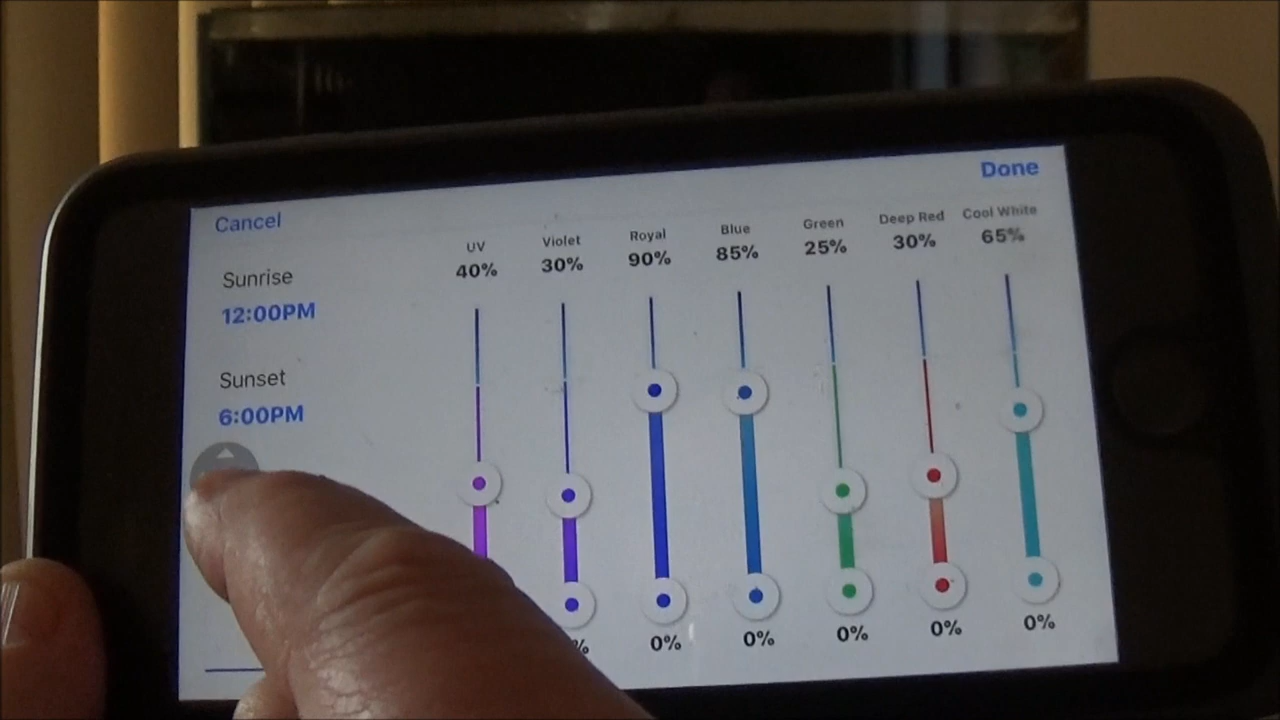 Cancel
Done
Sunrise
12:00PM
Sunset
6:00PM
UV
40%
Violet
30%
Royal
90%
Blue
85%
Green
25%
Deep Red
30%
Cool White
65%
%
0%
0%
0%
0%
0%